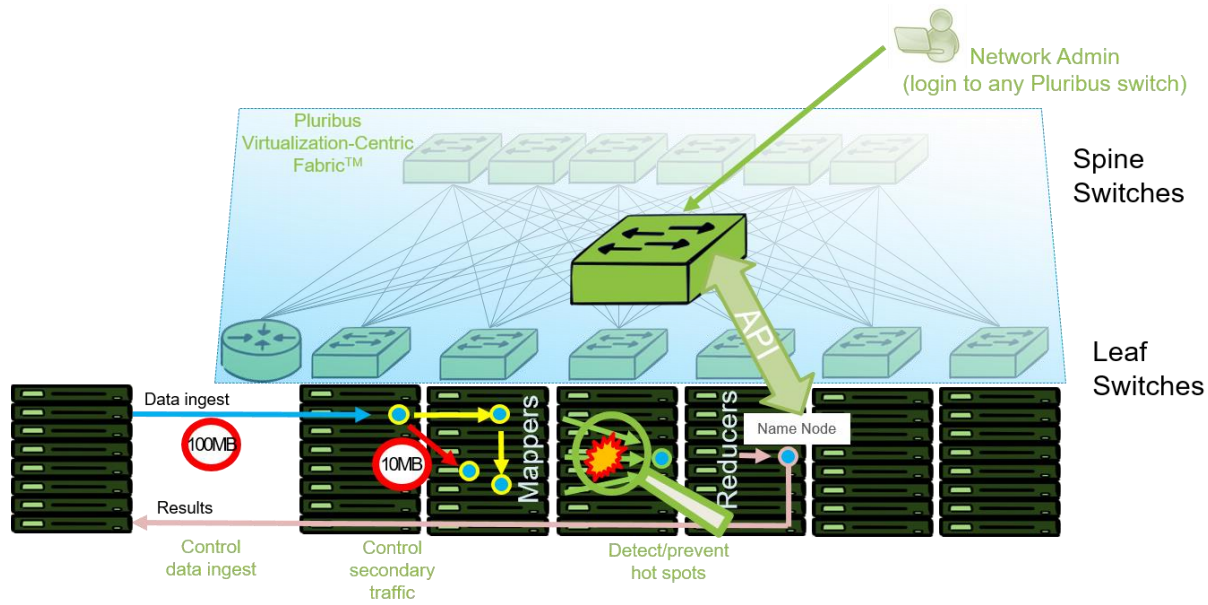 Network Admin
(login to any Pluribus switch)
Pluribus
Virtualization-Centric
Fabric™
Spine
Switches
API
Leaf
Switches
Data ingest
100MB
10MB
Mappers
Reducers
Name Node
Results
Control
data ingest
Control
secondary
traffic
Detect/prevent
hot spots